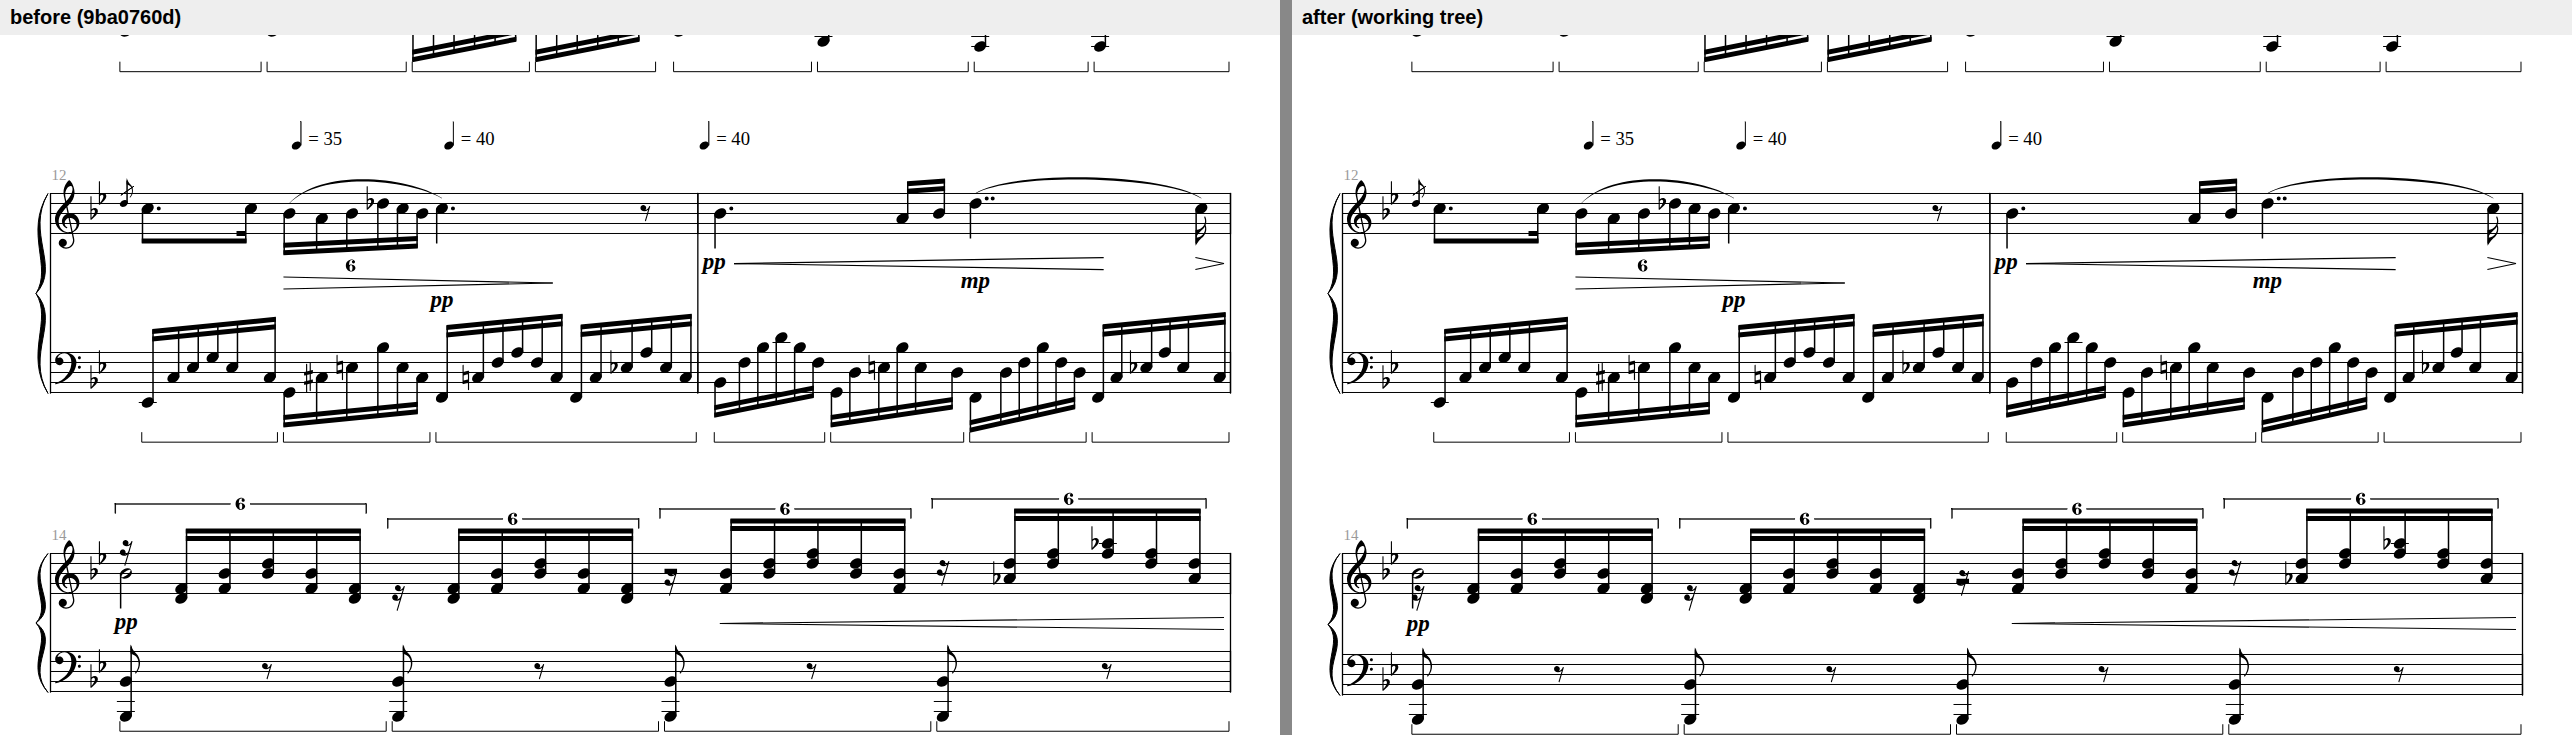 before (9ba0760d)
after (working tree)
= 35 = 40 = 40
12
6
pp
pp
mp
= 35 = 40 = 40
12
6
pp
pp
mp
6 6 6 6
14
pp
6 6 6 6
14
pp